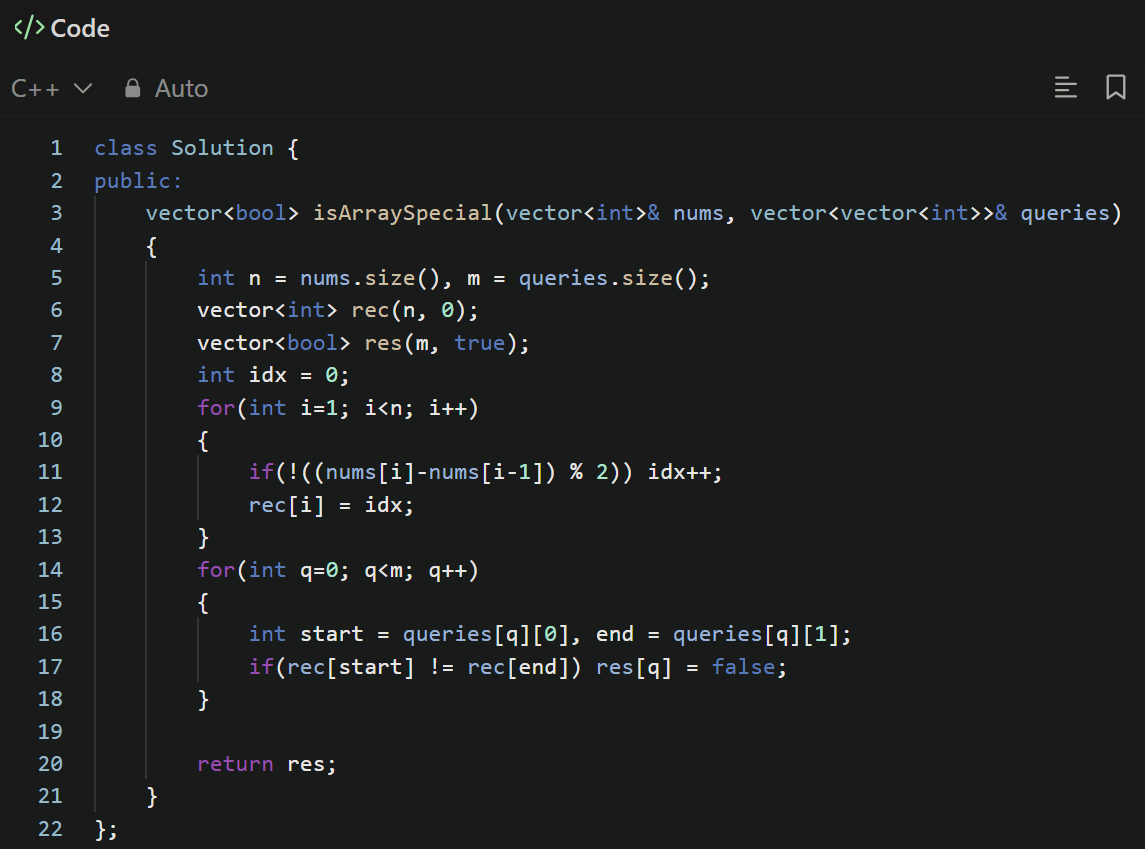 </> Code
C++ Auto
1 class Solution {
2 public:
3     vector<bool> isArraySpecial(vector<int>& nums, vector<vector<int>>& queries)
4     {
5         int n = nums.size(), m = queries.size();
6         vector<int> rec(n, 0);
7         vector<bool> res(m, true);
8         int idx = 0;
9         for(int i=1; i<n; i++)
10         {
11             if(!((nums[i]-nums[i-1]) % 2)) idx++;
12             rec[i] = idx;
13         }
14         for(int q=0; q<m; q++)
15         {
16             int start = queries[q][0], end = queries[q][1];
17             if(rec[start] != rec[end]) res[q] = false;
18         }
19
20         return res;
21     }
22 };